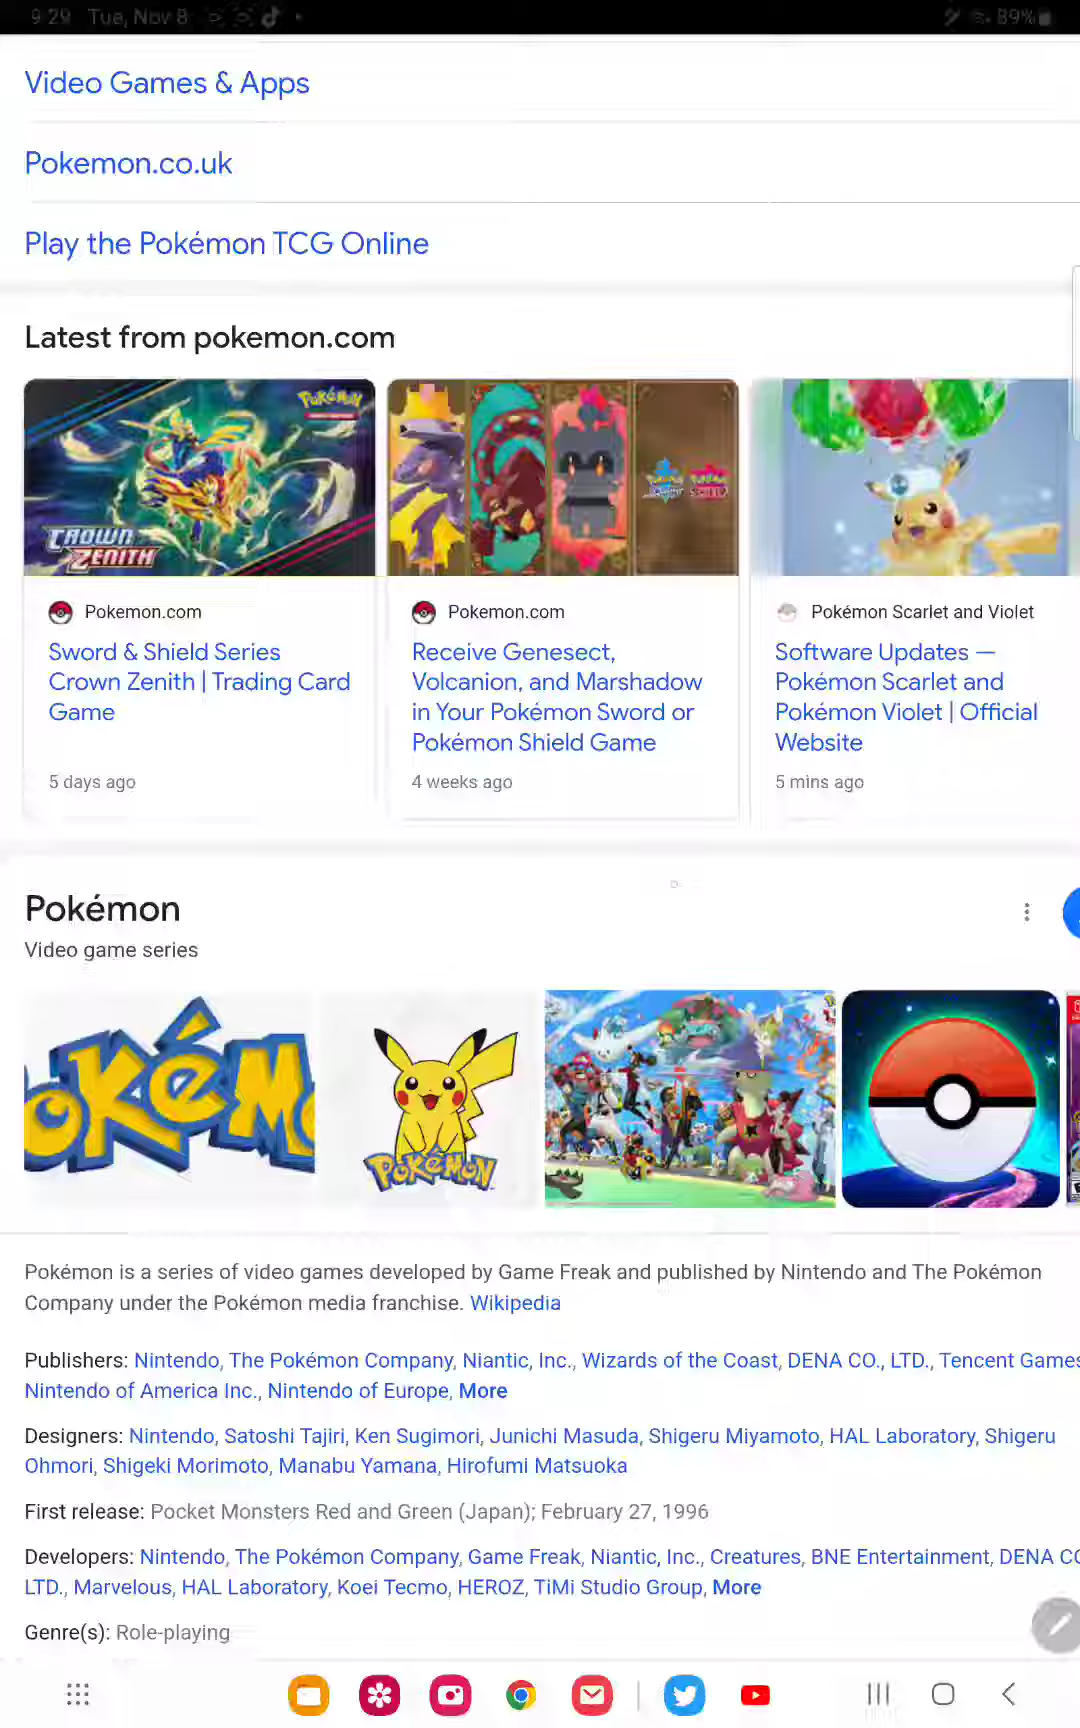 9:29 Tue, Nov 8
89%
Video Games & Apps
Pokemon.co.uk
Play the Pokémon TCG Online
Latest from pokemon.com
Pokémon
CROWN
ZENITH
Pokemon.com
Sword & Shield Series
Crown Zenith | Trading Card
Game
5 days ago
Pokemon.com
Receive Genesect,
Volcanion, and Marshadow
in Your Pokémon Sword or
Pokémon Shield Game
4 weeks ago
Pokémon Scarlet and Violet
Software Updates —
Pokémon Scarlet and
Pokémon Violet | Official
Website
5 mins ago
Pokémon
Video game series
okém
Pokémon
Pokémon is a series of video games developed by Game Freak and published by Nintendo and The Pokémon
Company under the Pokémon media franchise. Wikipedia
Publishers: Nintendo, The Pokémon Company, Niantic, Inc., Wizards of the Coast, DENA CO., LTD., Tencent Games
Nintendo of America Inc., Nintendo of Europe, More
Designers: Nintendo, Satoshi Tajiri, Ken Sugimori, Junichi Masuda, Shigeru Miyamoto, HAL Laboratory, Shigeru
Ohmori, Shigeki Morimoto, Manabu Yamana, Hirofumi Matsuoka
First release: Pocket Monsters Red and Green (Japan); February 27, 1996
Developers: Nintendo, The Pokémon Company, Game Freak, Niantic, Inc., Creatures, BNE Entertainment, DENA CO
LTD., Marvelous, HAL Laboratory, Koei Tecmo, HEROZ, TiMi Studio Group, More
Genre(s): Role-playing